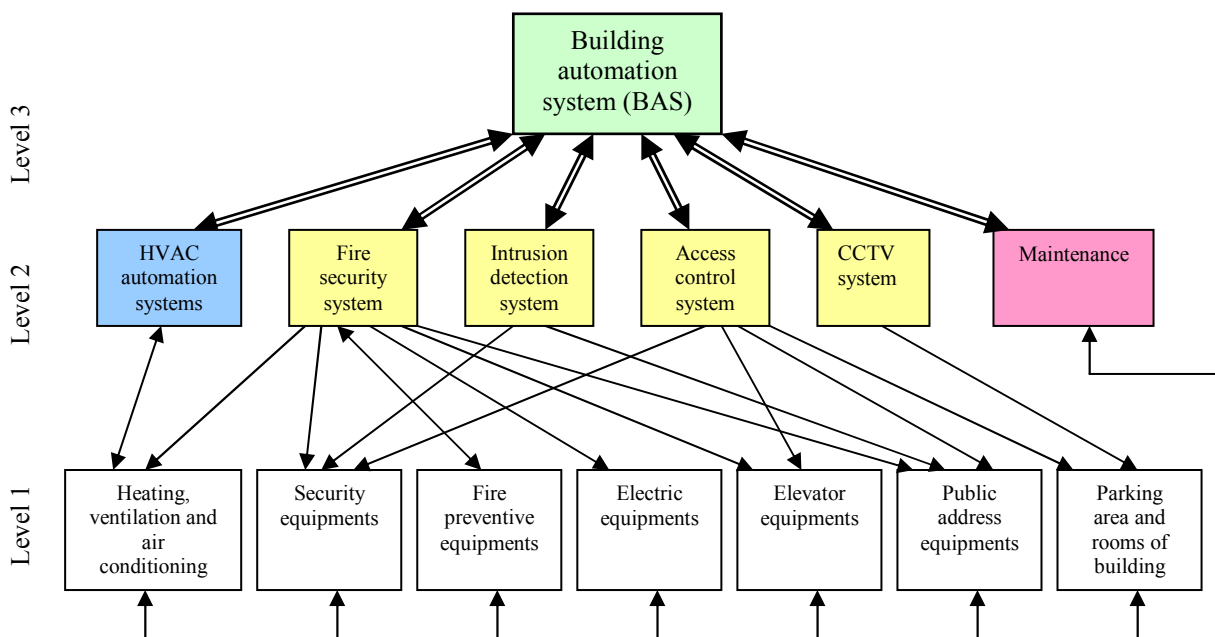 Building
automation
system (BAS)
Level 3
HVAC
automation
systems
Fire
security
system
Intrusion
detection
system
Access
control
system
CCTV
system
Maintenance
Level 2
Heating,
ventilation and
air
conditioning
Security
equipments
Fire
preventive
equipments
Electric
equipments
Elevator
equipments
Public
address
equipments
Parking
area and
rooms of
building
Level 1